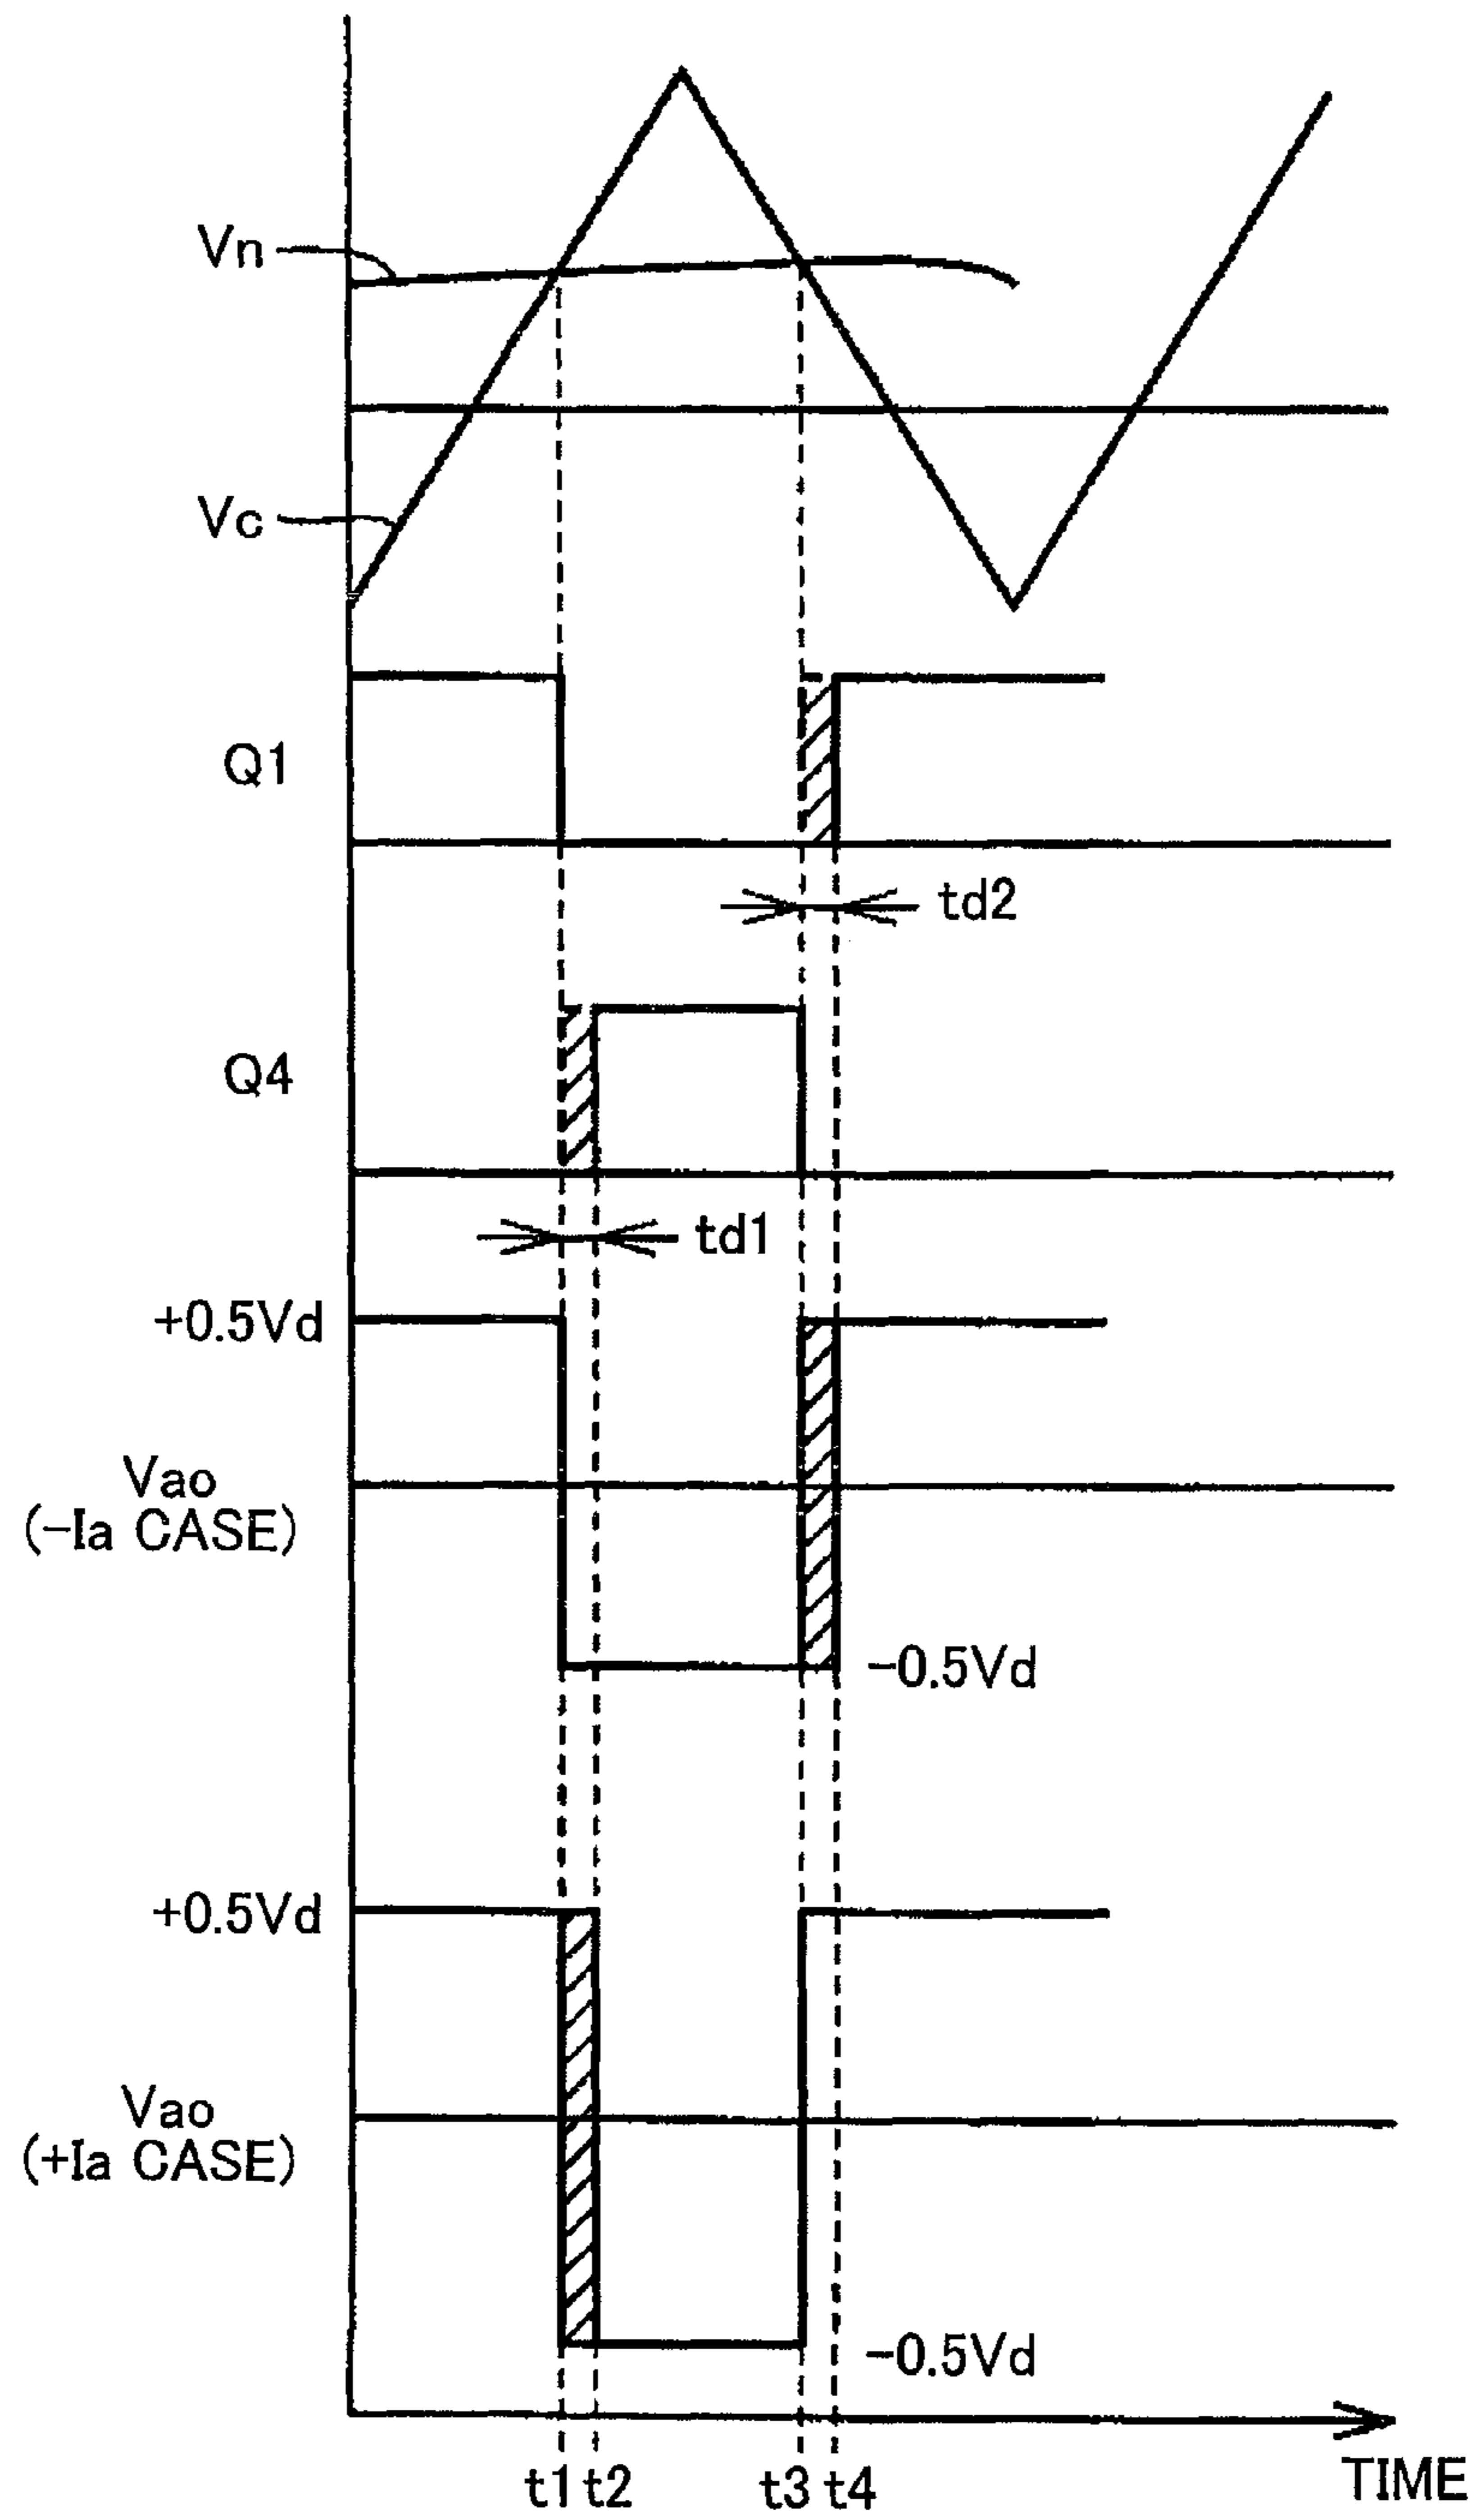 Vn
Vc
Q1
td2
Q4
td1
+0.5Vd
Vao
(-Ia CASE)
-0.5Vd
+0.5Vd
Vao
(+Ia CASE)
-0.5Vd
t1 t2 t3 t4 TIME